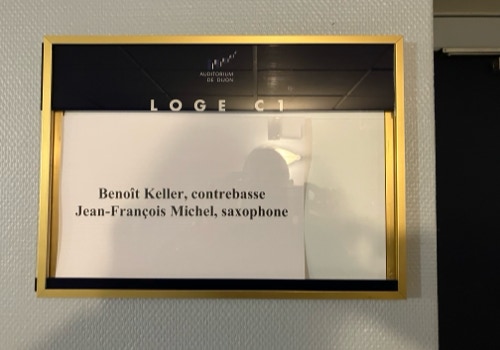 AUDITORIUM
DE DIJON
LOGE C1
Benoît Keller, contrebasse
Jean-François Michel, saxophone